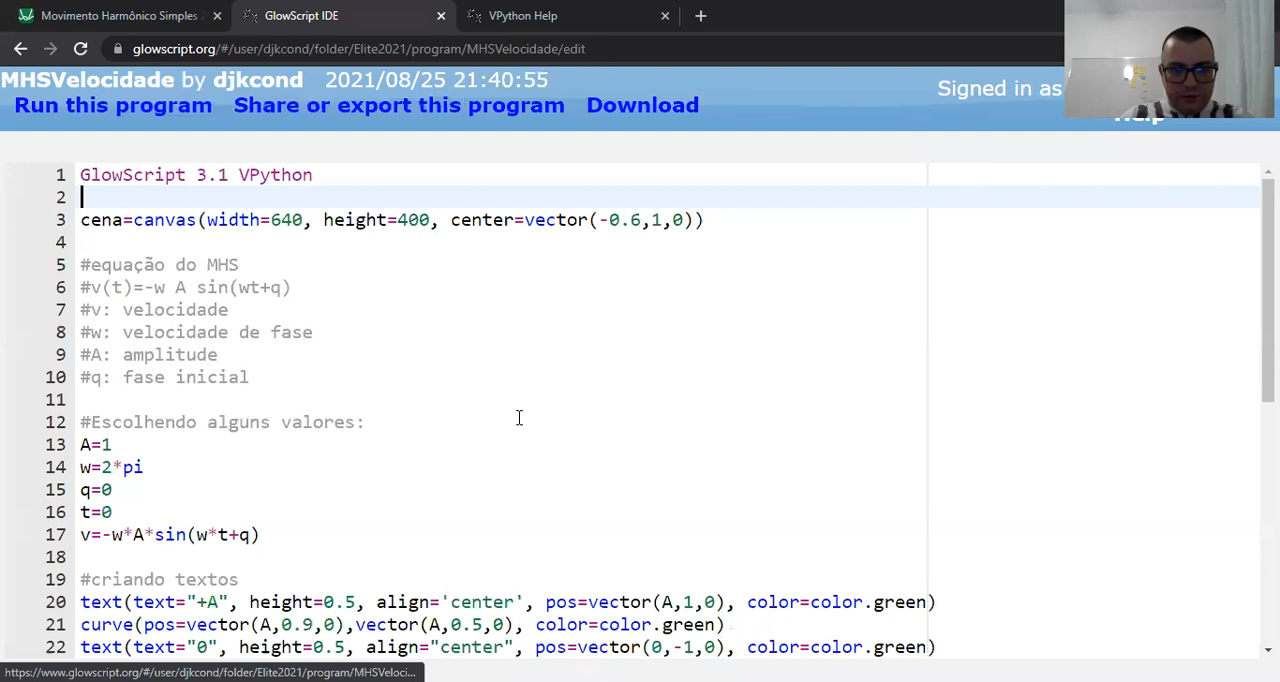 Movimento Harmônico Simples
GlowScript IDE
VPython Help
glowscript.org/#/user/djkcond/folder/Elite2021/program/MHSVelocidade/edit
MHSVelocidade by djkcond 2021/08/25 21:40:55
Signed in as
Run this program Share or export this program Download
Help
1 GlowScript 3.1 VPython
2
3 cena=canvas(width=640, height=400, center=vector(-0.6,1,0))
4
5 #equação do MHS
6 #v(t)=-w A sin(wt+q)
7 #v: velocidade
8 #w: velocidade de fase
9 #A: amplitude
10 #q: fase inicial
11
12 #Escolhendo alguns valores:
13 A=1
14 w=2*pi
15 q=0
16 t=0
17 v=-w*A*sin(w*t+q)
18
19 #criando textos
20 text(text="+A", height=0.5, align='center', pos=vector(A,1,0), color=color.green)
21 curve(pos=vector(A,0.9,0),vector(A,0.5,0), color=color.green)
22 text(text="0", height=0.5, align="center", pos=vector(0,-1,0), color=color.green)
https://www.glowscript.org/#/user/djkcond/folder/Elite2021/program/MHSVeloci...